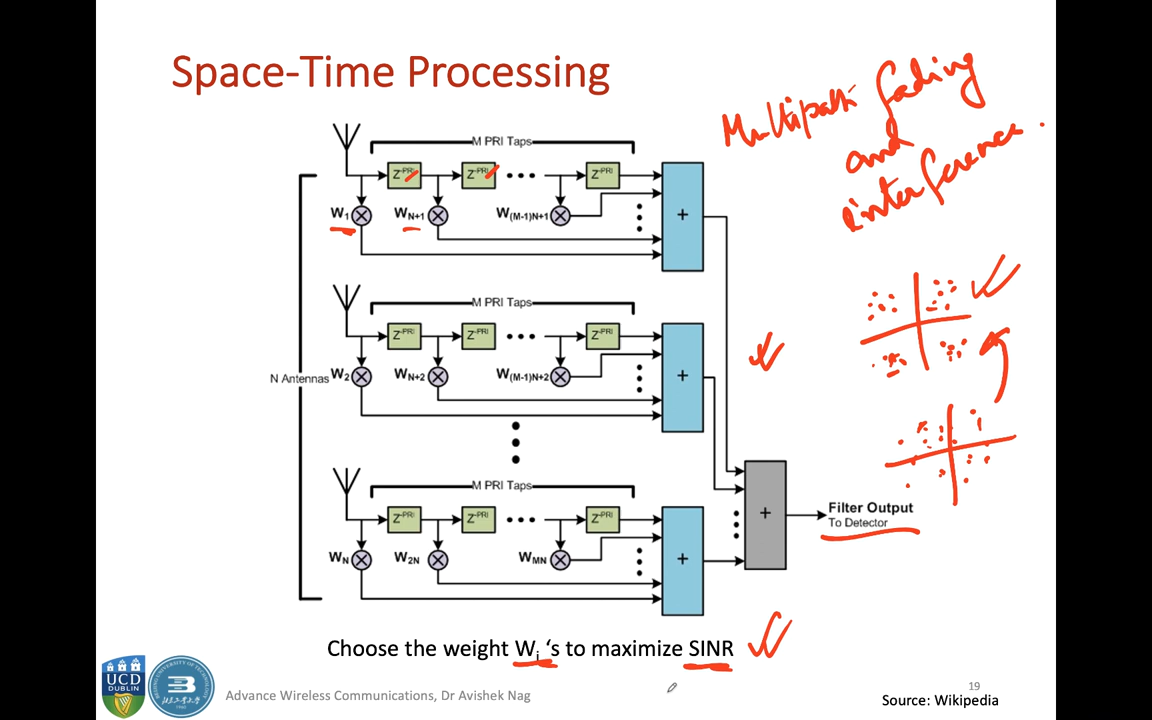 Space-Time Processing
Multipath fading
and
interference.
M PRI Taps
Z-PRI Z-PRI ••• Z-PRI
W1 WN+1 W(M-1)N+1
+
M PRI Taps
Z-PRI Z-PRI ••• Z-PRI
N Antennas W2 WN+2 W(M-1)N+2
+
M PRI Taps
Z-PRI Z-PRI ••• Z-PRI
WN W2N WMN
+
+
Filter Output
To Detector
Choose the weight Wi 's to maximize SINR
UCD
DUBLIN
Advance Wireless Communications, Dr Avishek Nag
19
Source: Wikipedia